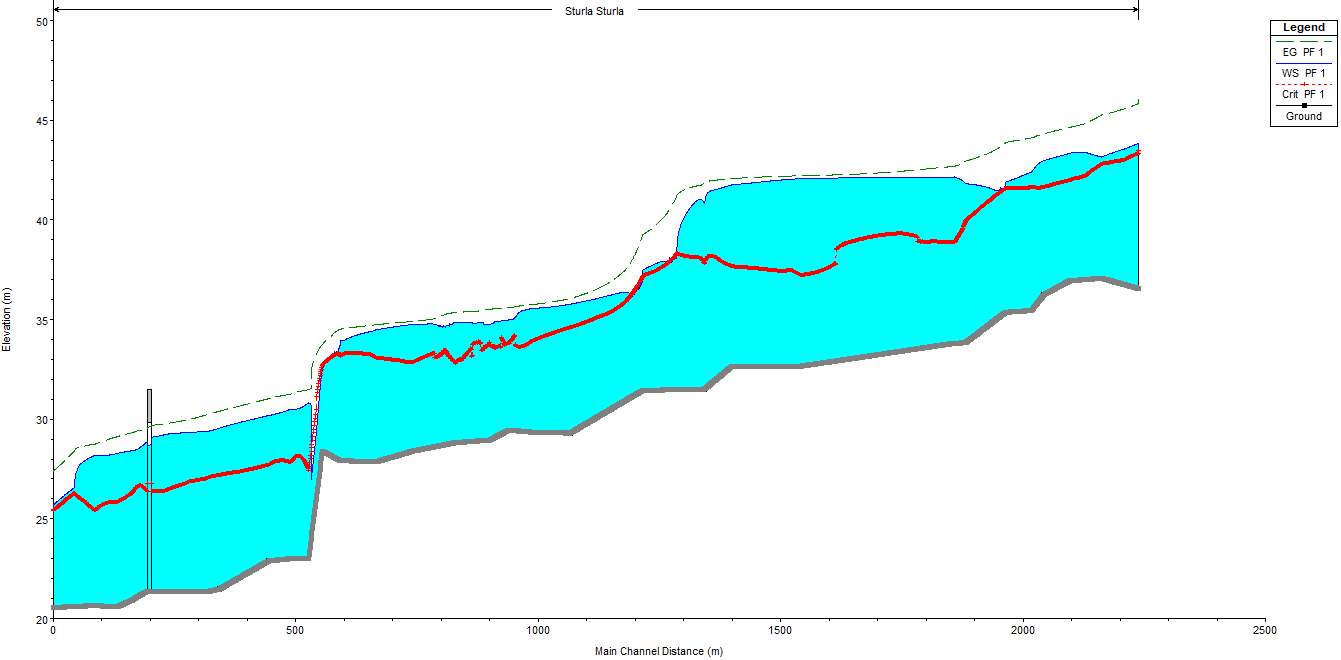 Sturla Sturla
Legend
EG PF 1
WS PF 1
Crit PF 1
Ground
50
45
40
35
30
25
20
Elevation (m)
0
500
1000
1500
2000
2500
Main Channel Distance (m)